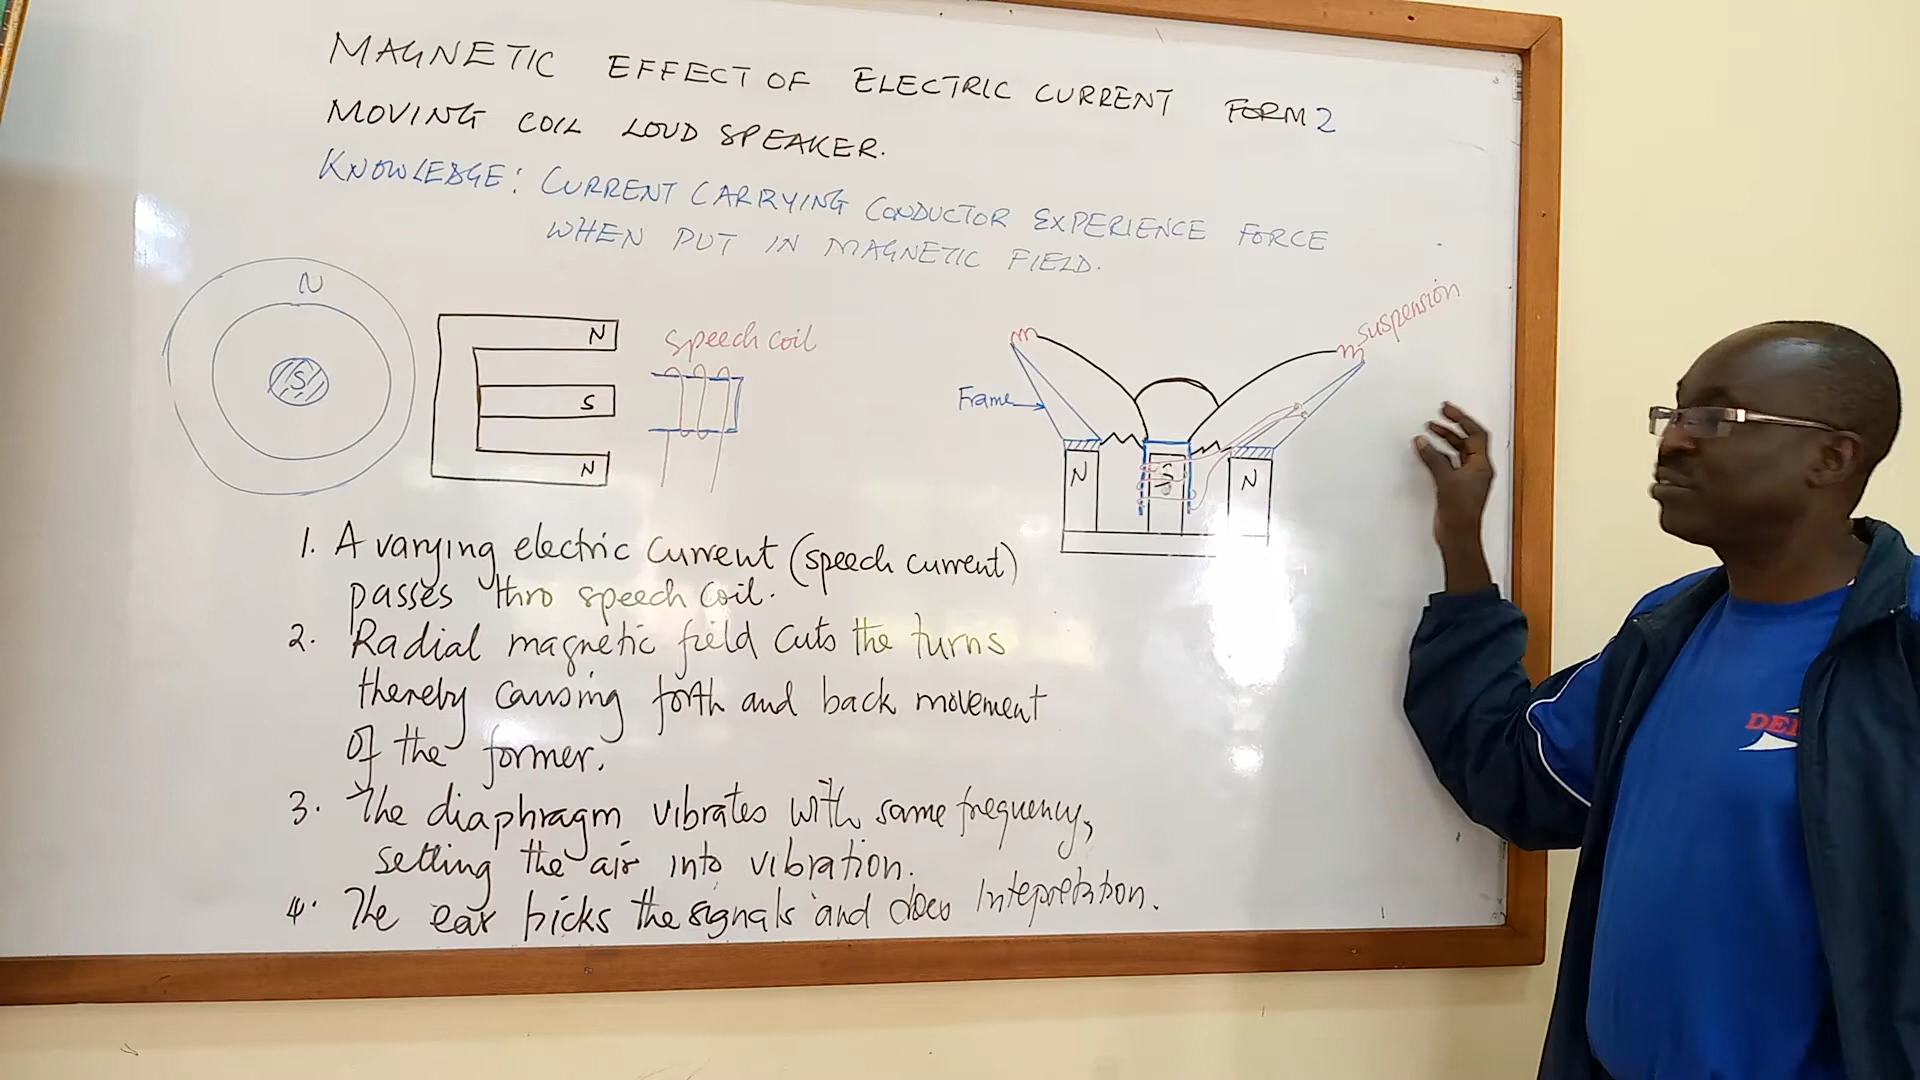 MAGNETIC EFFECT OF ELECTRIC CURRENT FORM 2
MOVING COIL LOUD SPEAKER.
KNOWLEDGE: CURRENT CARRYING CONDUCTOR EXPERIENCE FORCE
WHEN PUT IN MAGNETIC FIELD.
N
S
N
S
N
speech coil
suspension
Frame
N
S
N
1. A varying electric current (speech current)
passes thro speech coil.
2. Radial magnetic field cuts the turns
thereby causing forth and back movement
of the former.
3. The diaphragm vibrates with same frequency,
setting the air into vibration.
4. The ear picks the signals and does Intepretation.